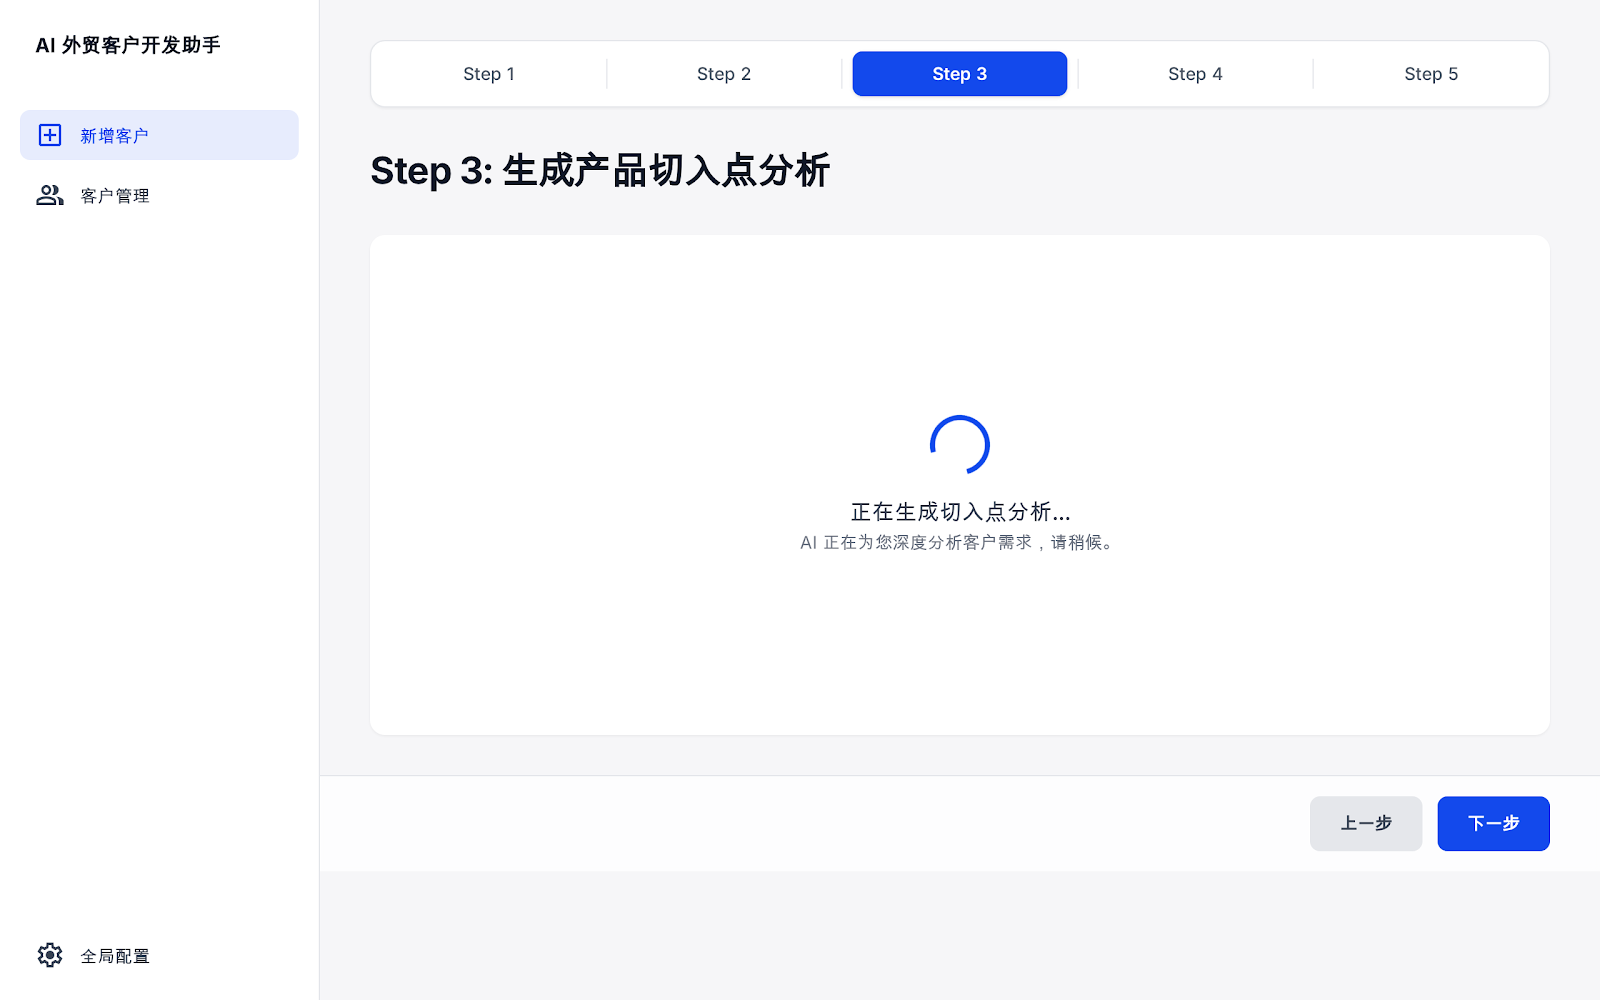 AI 外贸客户开发助手
新增客户
客户管理
全局配置
Step 1
Step 2
Step 3
Step 4
Step 5
Step 3: 生成产品切入点分析
正在生成切入点分析...
AI 正在为您深度分析客户需求，请稍候。
上一步
下一步